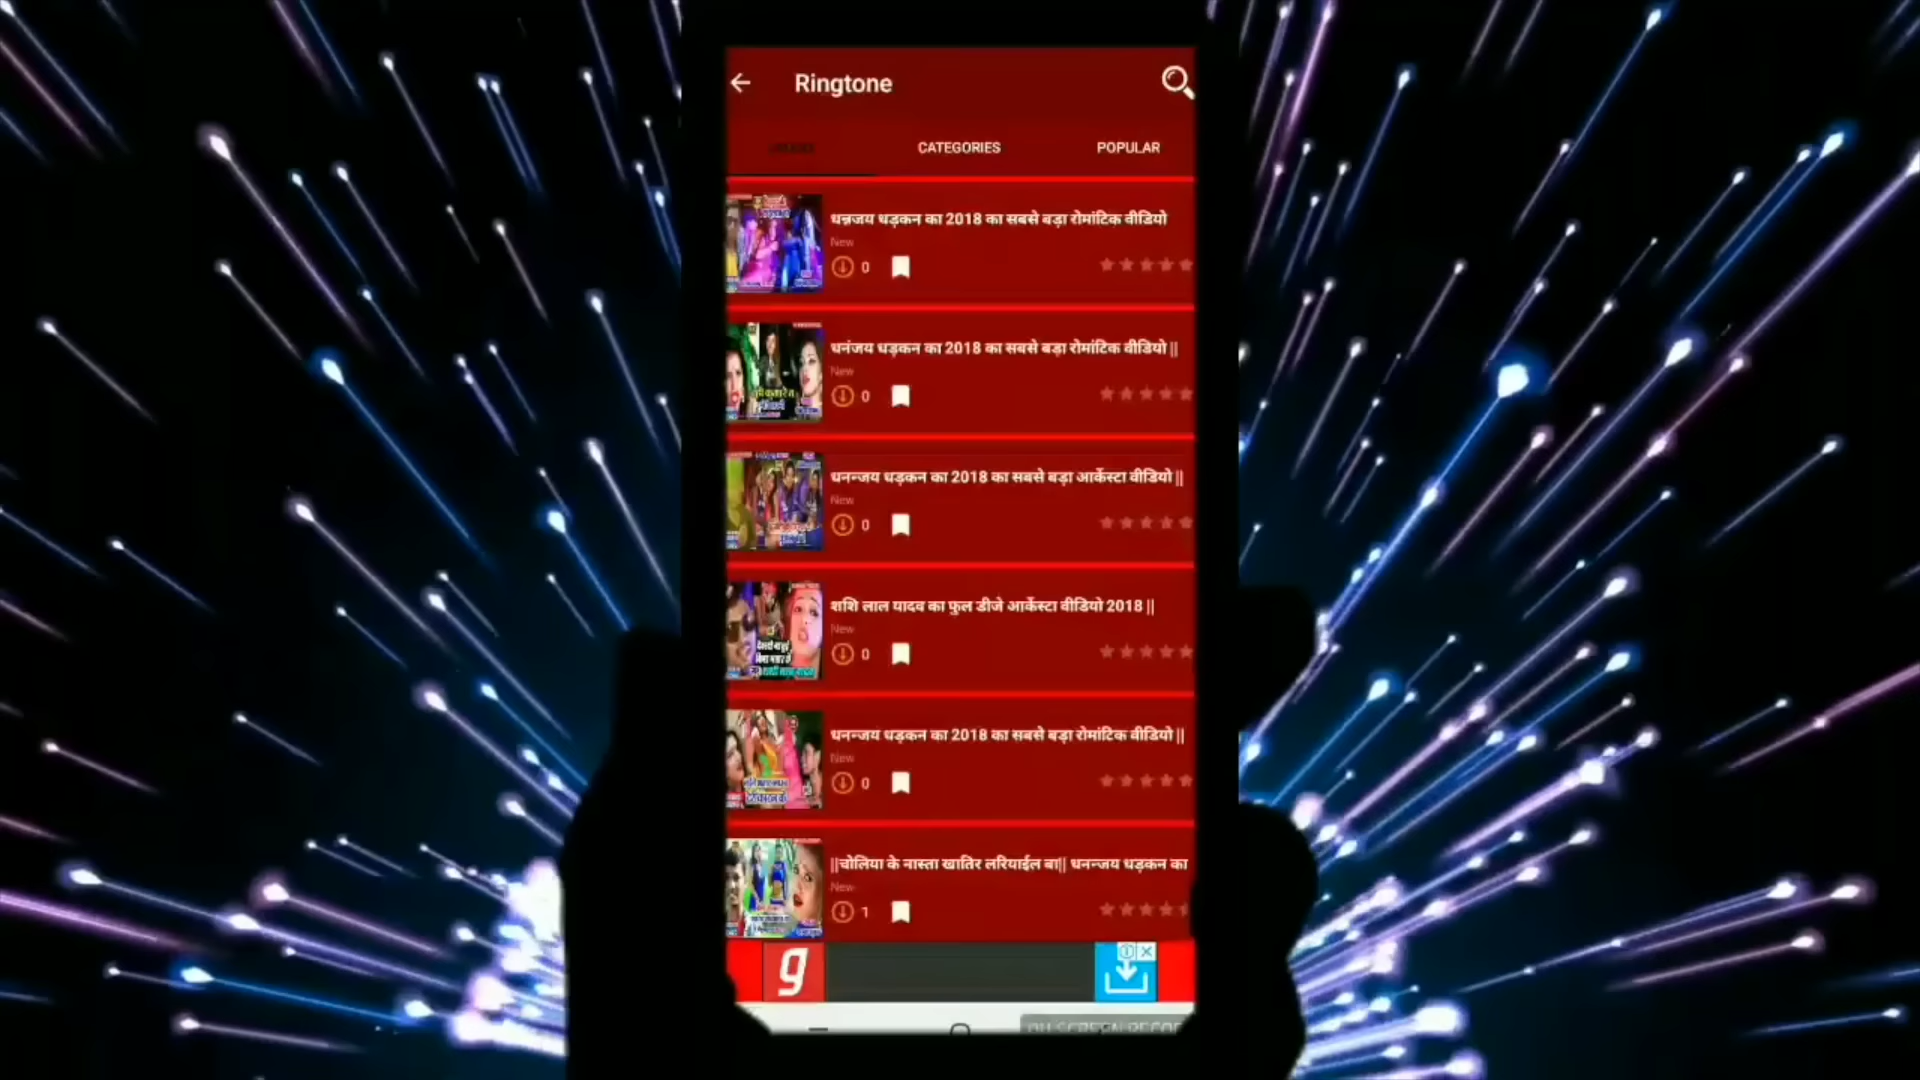 Ringtone
CATEGORIES
POPULAR
धन्नजय धड़कन का 2018 का सबसे बड़ा रोमांटिक वीडियो
New
0
धनंजय धड़कन का 2018 का सबसे बड़ा रोमांटिक वीडियो ||
New
0
धनन्जय धड़कन का 2018 का सबसे बड़ा आर्केस्टा वीडियो ||
New
0
शशि लाल यादव का फुल डीजे आर्केस्टा वीडियो 2018 ||
New
0
धनन्जय धड़कन का 2018 का सबसे बड़ा रोमांटिक वीडियो ||
New
0
||चोलिया के नास्ता खातिर लरियाईल बा|| धनन्जय धड़कन का
New
1
g